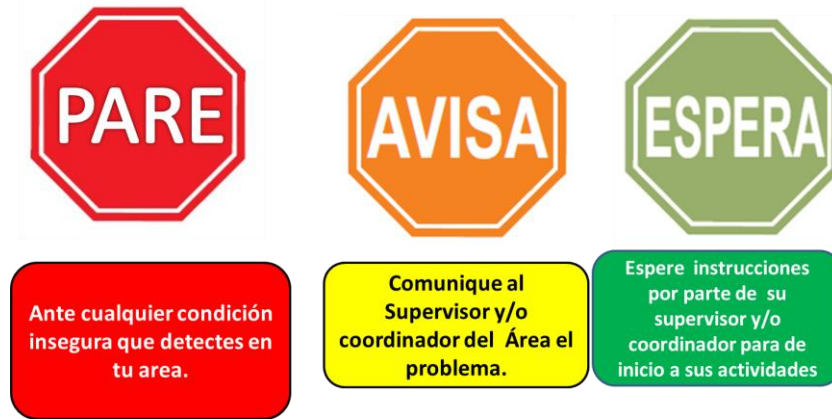 PARE
AVISA
ESPERA
Ante cualquier condición
insegura que detectes en
tu area.
Comunique al
Supervisor y/o
coordinador del Área el
problema.
Espere instrucciones
por parte de su
supervisor y/o
coordinador para de
inicio a sus actividades